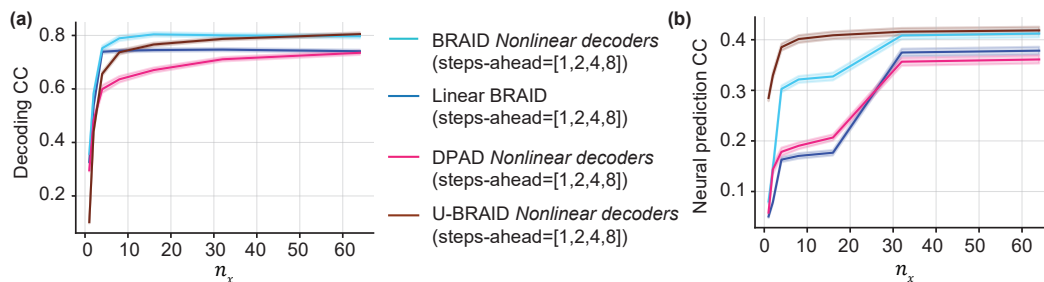 (a)
Decoding CC
0.8
0.6
0.4
0.2
0 10 20 30 40 50 60
n_x
BRAID Nonlinear decoders
(steps-ahead=[1,2,4,8])
Linear BRAID
(steps-ahead=[1,2,4,8])
DPAD Nonlinear decoders
(steps-ahead=[1,2,4,8])
U-BRAID Nonlinear decoders
(steps-ahead=[1,2,4,8])
(b)
Neural prediction CC
0.4
0.3
0.2
0.1
0 10 20 30 40 50 60
n_x